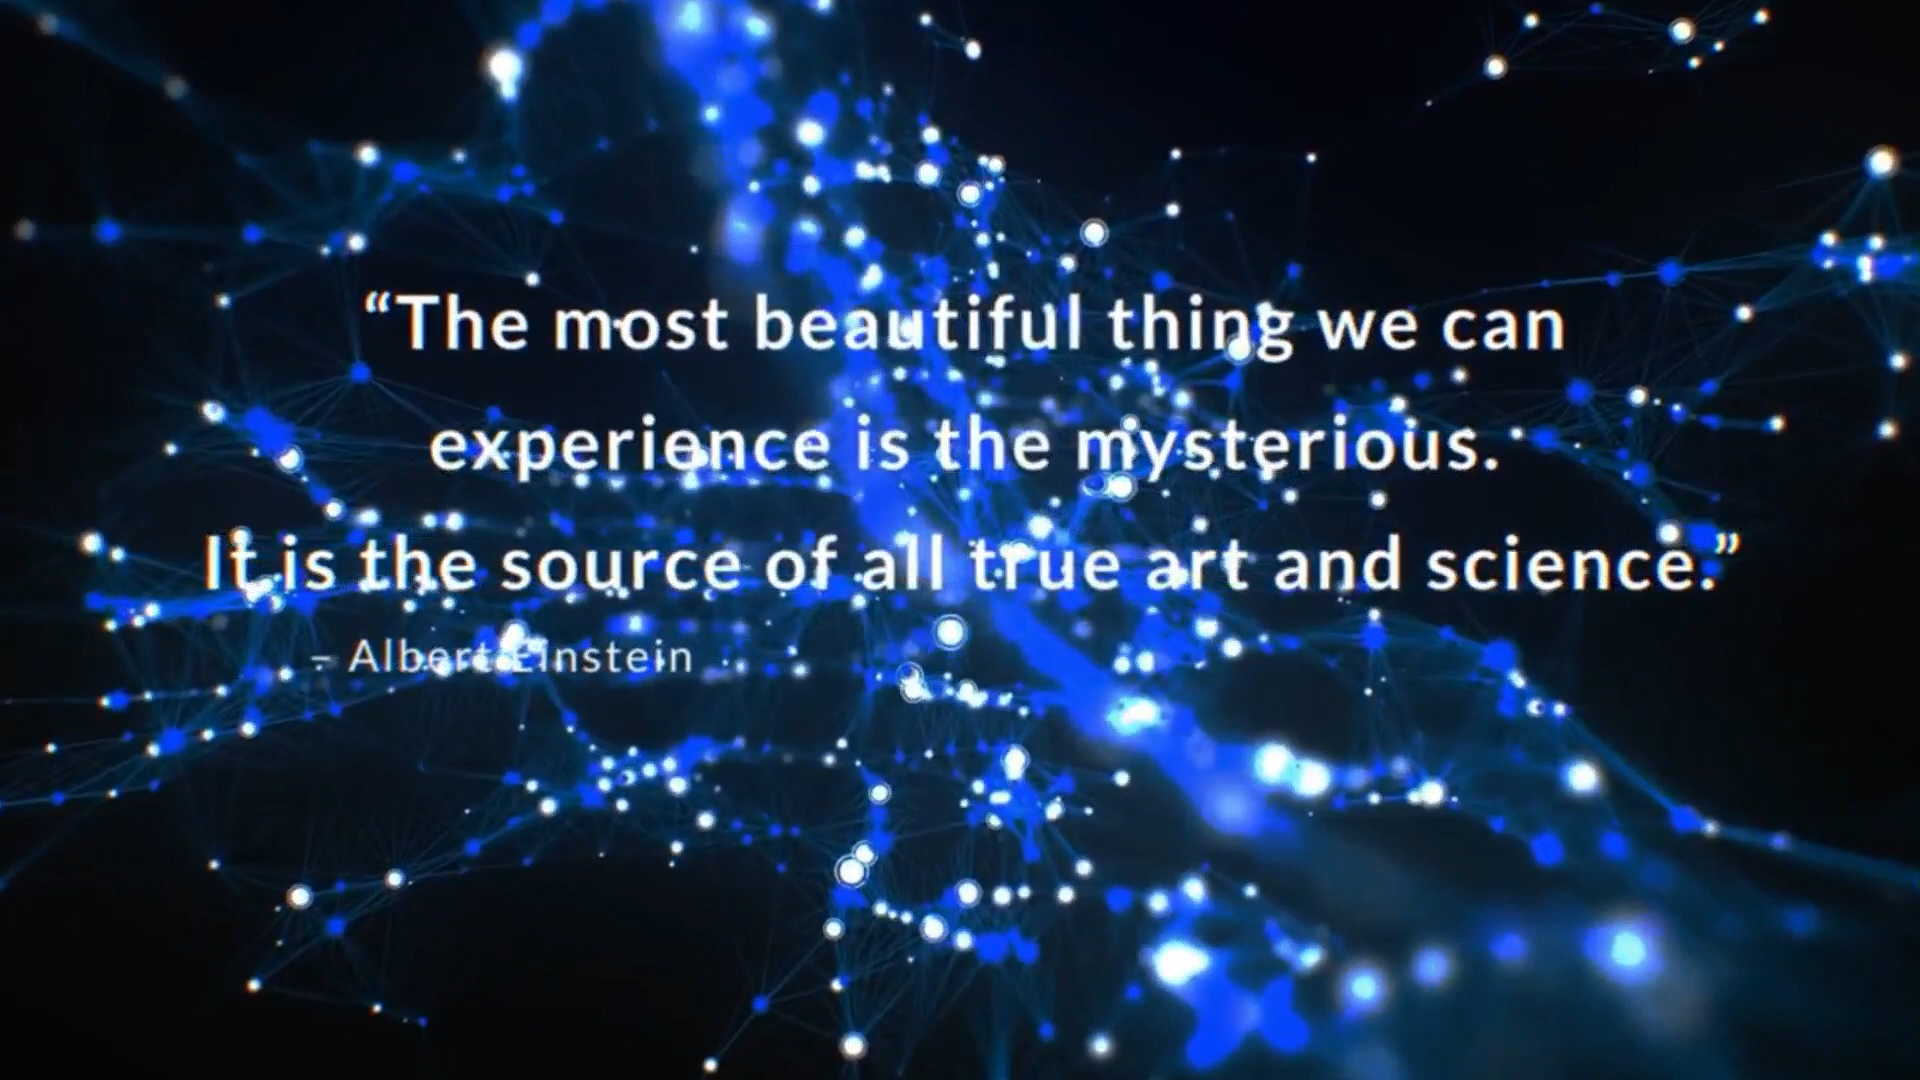 “The most beautiful thing we can
experience is the mysterious.
It is the source of all true art and science.”
– Albert Einstein